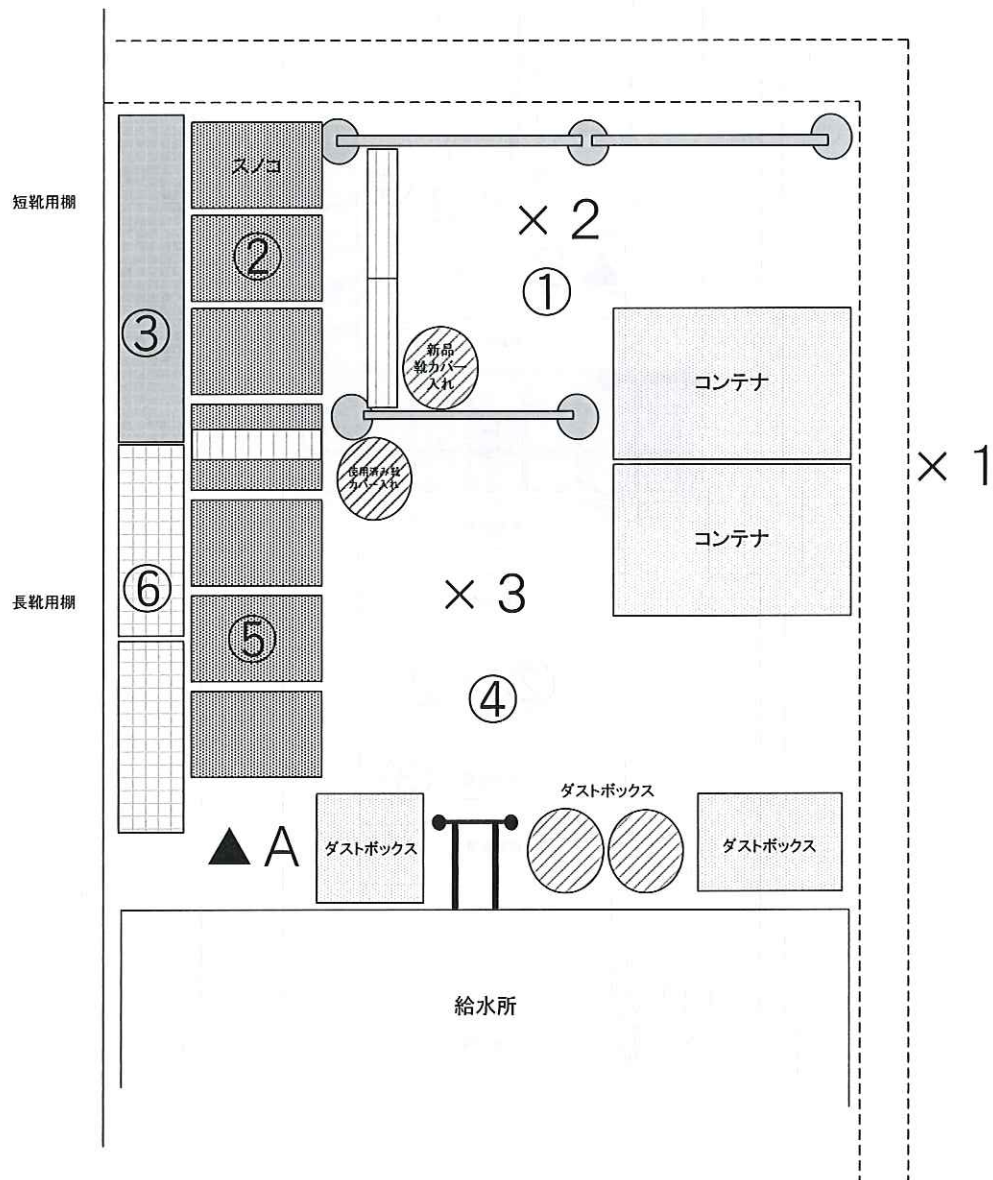 スノコ
短靴用棚
× 2
②
①
③
新品
靴カバー
入れ
コンテナ
× 1
使用済み靴
カバー入れ
コンテナ
⑥
長靴用棚
× 3
⑤
④
ダストボックス
▲ A
ダストボックス
ダストボックス
給水所